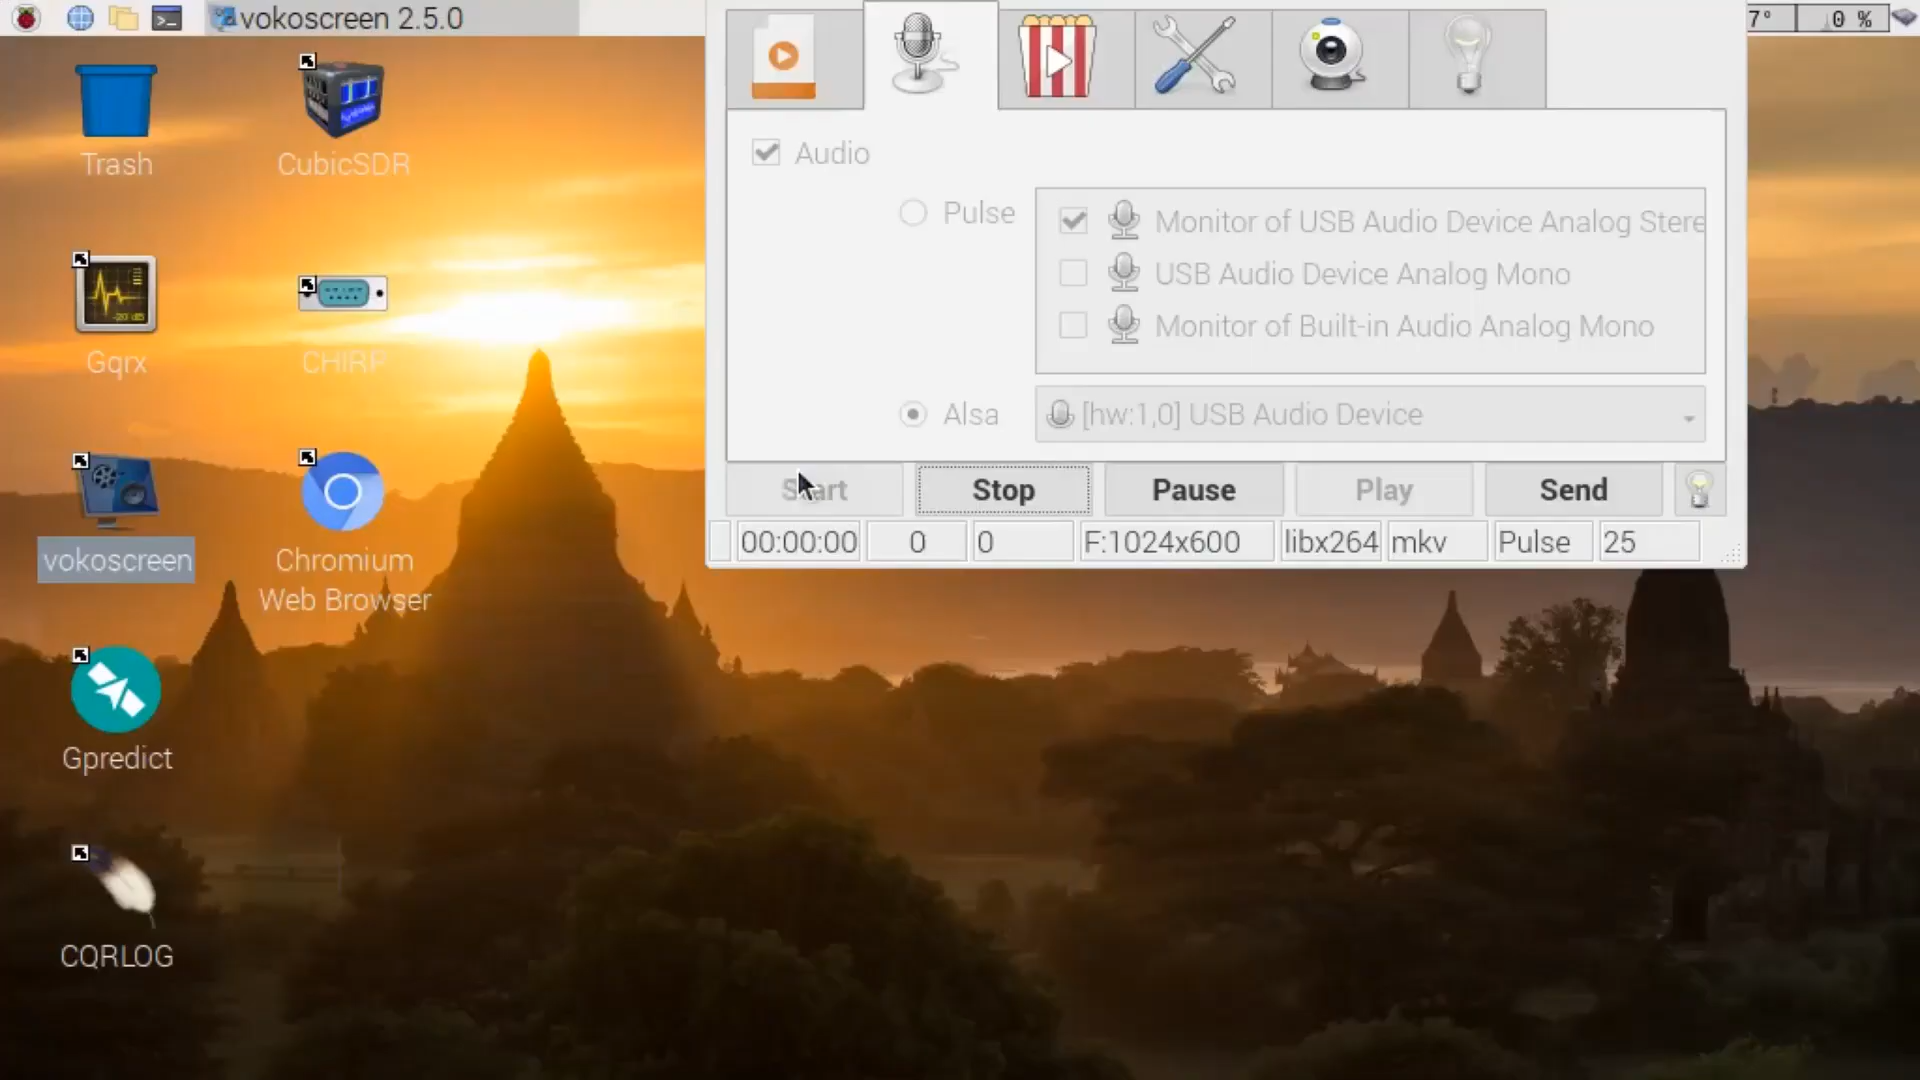 vokoscreen 2.5.0
7°
0 %
Trash
CubicSDR
Gqrx
CHIRP
vokoscreen
Chromium
Web Browser
Gpredict
CQRLOG
Audio
Pulse
Monitor of USB Audio Device Analog Stere
USB Audio Device Analog Mono
Monitor of Built-in Audio Analog Mono
Alsa
[hw:1,0] USB Audio Device
Start
Stop
Pause
Play
Send
00:00:00
0
0
F:1024x600
libx264
mkv
Pulse
25